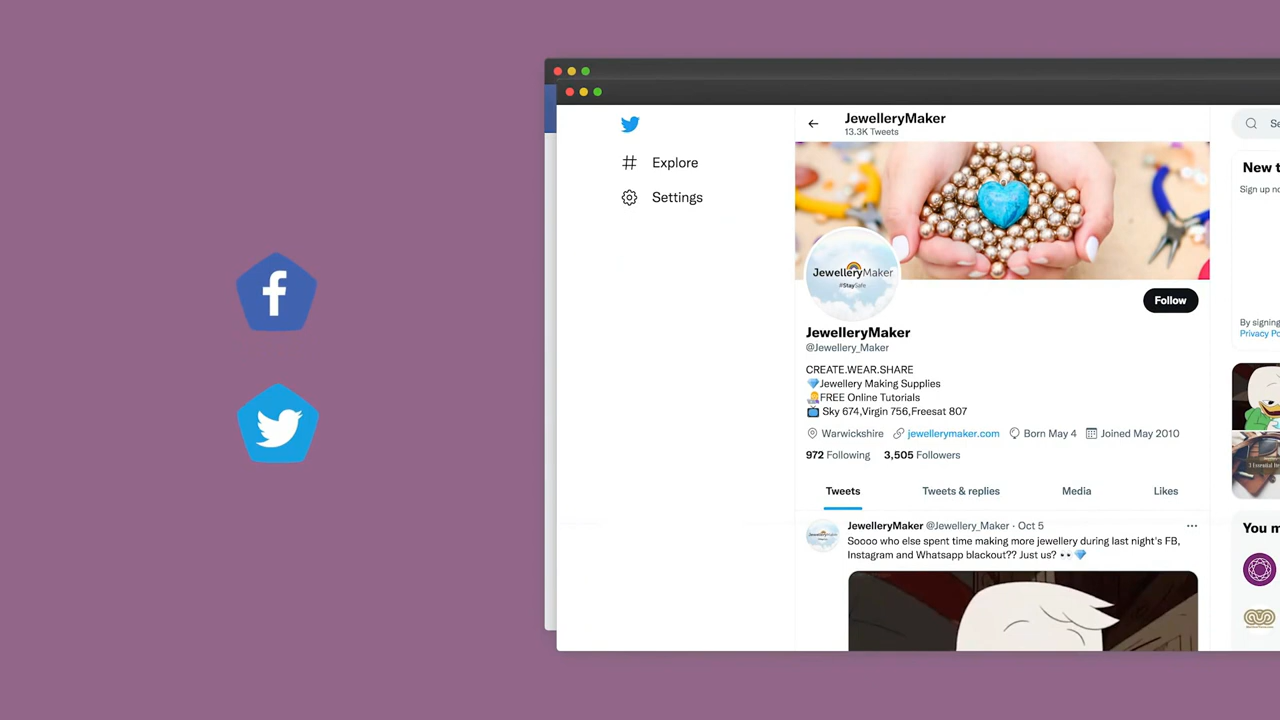 JewelleryMaker
13.3K Tweets
Explore
Settings
Se
New t
Sign up no
JewelleryMaker
#StaySafe
Follow
By signing
Privacy Po
JewelleryMaker
@Jewellery_Maker
CREATE.WEAR.SHARE
💎Jewellery Making Supplies
👩FREE Online Tutorials
📺 Sky 674,Virgin 756,Freesat 807
Warwickshire jewellerymaker.com Born May 4 Joined May 2010
972 Following 3,505 Followers
Tweets Tweets & replies Media Likes
JewelleryMaker @Jewellery_Maker · Oct 5 ···
Soooo who else spent time making more jewellery during last night's FB,
Instagram and Whatsapp blackout?? Just us? 👀 💎
You m